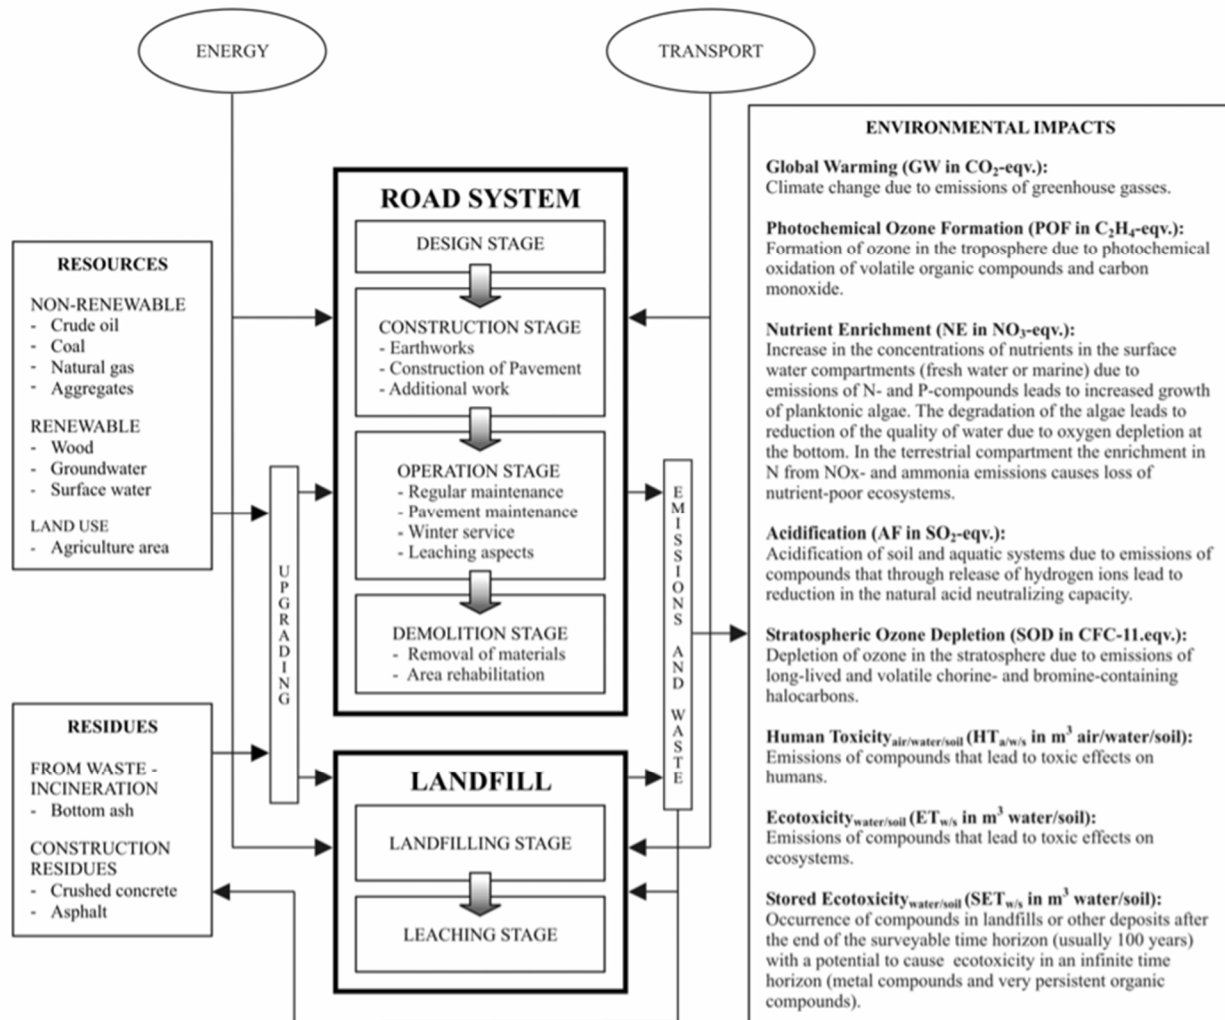 ENERGY
TRANSPORT
RESOURCES
NON-RENEWABLE
- Crude oil
- Coal
- Natural gas
- Aggregates
RENEWABLE
- Wood
- Groundwater
- Surface water
LAND USE
- Agriculture area
RESIDUES
FROM WASTE -
INCINERATION
- Bottom ash
CONSTRUCTION
RESIDUES
- Crushed concrete
- Asphalt
UPGRADING
ROAD SYSTEM
DESIGN STAGE
CONSTRUCTION STAGE
- Earthworks
- Construction of Pavement
- Additional work
OPERATION STAGE
- Regular maintenance
- Pavement maintenance
- Winter service
- Leaching aspects
DEMOLITION STAGE
- Removal of materials
- Area rehabilitation
LANDFILL
LANDFILLING STAGE
LEACHING STAGE
EMISSIONS AND WASTE
ENVIRONMENTAL IMPACTS
Global Warming (GW in CO₂-eqv.):
Climate change due to emissions of greenhouse gasses.
Photochemical Ozone Formation (POF in C₂H₄-eqv.):
Formation of ozone in the troposphere due to photochemical
oxidation of volatile organic compounds and carbon
monoxide.
Nutrient Enrichment (NE in NO₃-eqv.):
Increase in the concentrations of nutrients in the surface
water compartments (fresh water or marine) due to
emissions of N- and P-compounds leads to increased growth
of planktonic algae. The degradation of the algae leads to
reduction of the quality of water due to oxygen depletion at
the bottom. In the terrestrial compartment the enrichment in
N from NOx- and ammonia emissions causes loss of
nutrient-poor ecosystems.
Acidification (AF in SO₂-eqv.):
Acidification of soil and aquatic systems due to emissions of
compounds that through release of hydrogen ions lead to
reduction in the natural acid neutralizing capacity.
Stratospheric Ozone Depletion (SOD in CFC-11.eqv.):
Depletion of ozone in the stratosphere due to emissions of
long-lived and volatile chorine- and bromine-containing
halocarbons.
Human Toxicity air/water/soil (HT a/w/s in m³ air/water/soil):
Emissions of compounds that lead to toxic effects on
humans.
Ecotoxicity water/soil (ET w/s in m³ water/soil):
Emissions of compounds that lead to toxic effects on
ecosystems.
Stored Ecotoxicity water/soil (SET w/s in m³ water/soil):
Occurrence of compounds in landfills or other deposits after
the end of the surveyable time horizon (usually 100 years)
with a potential to cause ecotoxicity in an infinite time
horizon (metal compounds and very persistent organic
compounds).